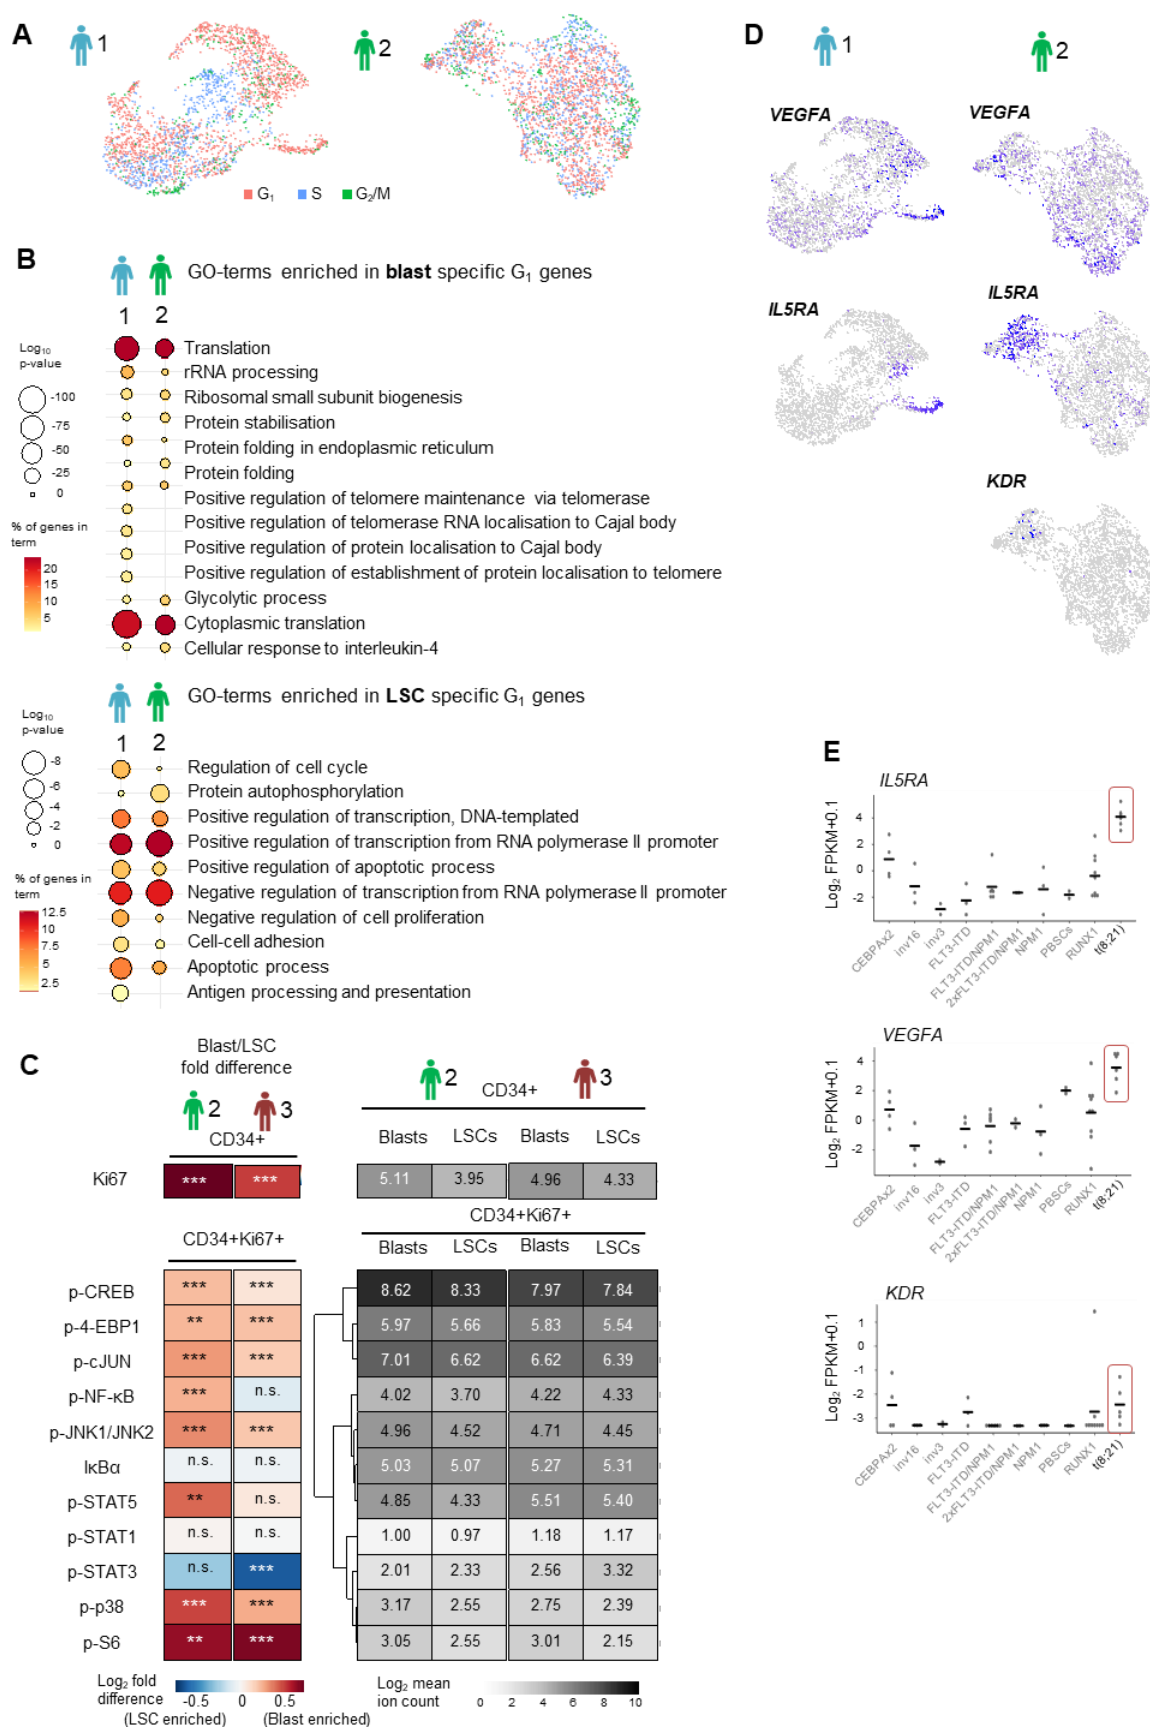 A
1
2
G₁ S G₂/M
B
GO-terms enriched in blast specific G₁ genes
1 2
Log₁₀
p-value
-100
-75
-50
-25
0
% of genes in
term
20
15
10
5
Translation
rRNA processing
Ribosomal small subunit biogenesis
Protein stabilisation
Protein folding in endoplasmic reticulum
Protein folding
Positive regulation of telomere maintenance via telomerase
Positive regulation of telomerase RNA localisation to Cajal body
Positive regulation of protein localisation to Cajal body
Positive regulation of establishment of protein localisation to telomere
Glycolytic process
Cytoplasmic translation
Cellular response to interleukin-4
GO-terms enriched in LSC specific G₁ genes
1 2
Log₁₀
p-value
-8
-6
-4
-2
0
% of genes in
term
12.5
10
7.5
5
2.5
Regulation of cell cycle
Protein autophosphorylation
Positive regulation of transcription, DNA-templated
Positive regulation of transcription from RNA polymerase II promoter
Positive regulation of apoptotic process
Negative regulation of transcription from RNA polymerase II promoter
Negative regulation of cell proliferation
Cell-cell adhesion
Apoptotic process
Antigen processing and presentation
C
Blast/LSC
fold difference
2 3
CD34+
2 3
CD34+
Blasts LSCs Blasts LSCs
Ki67 *** *** 5.11 3.95 4.96 4.33
CD34+Ki67+
CD34+Ki67+
Blasts LSCs Blasts LSCs
p-CREB *** *** 8.62 8.33 7.97 7.84
p-4-EBP1 ** *** 5.97 5.66 5.83 5.54
p-cJUN *** *** 7.01 6.62 6.62 6.39
p-NF-κB *** n.s. 4.02 3.70 4.22 4.33
p-JNK1/JNK2 *** *** 4.96 4.52 4.71 4.45
IκBα n.s. n.s. 5.03 5.07 5.27 5.31
p-STAT5 ** n.s. 4.85 4.33 5.51 5.40
p-STAT1 n.s. n.s. 1.00 0.97 1.18 1.17
p-STAT3 n.s. *** 2.01 2.33 2.56 3.32
p-p38 *** *** 3.17 2.55 2.75 2.39
p-S6 ** *** 3.05 2.55 3.01 2.15
Log₂ fold
difference
-0.5 0 0.5
(LSC enriched) (Blast enriched)
Log₂ mean
ion count
0 2 4 6 8 10
D
1
2
VEGFA
VEGFA
IL5RA
IL5RA
KDR
E
IL5RA
Log₂ FPKM+0.1
4
2
0
-2
CEBPAx2
inv16
inv3
FLT3-ITD
FLT3-ITD/NPM1
2xFLT3-ITD/NPM1
NPM1
PBSCs
RUNX1
t(8;21)
VEGFA
Log₂ FPKM+0.1
4
2
0
-2
CEBPAx2
inv16
inv3
FLT3-ITD
FLT3-ITD/NPM1
2xFLT3-ITD/NPM1
NPM1
PBSCs
RUNX1
t(8;21)
KDR
Log₂ FPKM+0.1
1
0
-1
-2
-3
CEBPAx2
inv16
inv3
FLT3-ITD
FLT3-ITD/NPM1
2xFLT3-ITD/NPM1
NPM1
PBSCs
RUNX1
t(8;21)